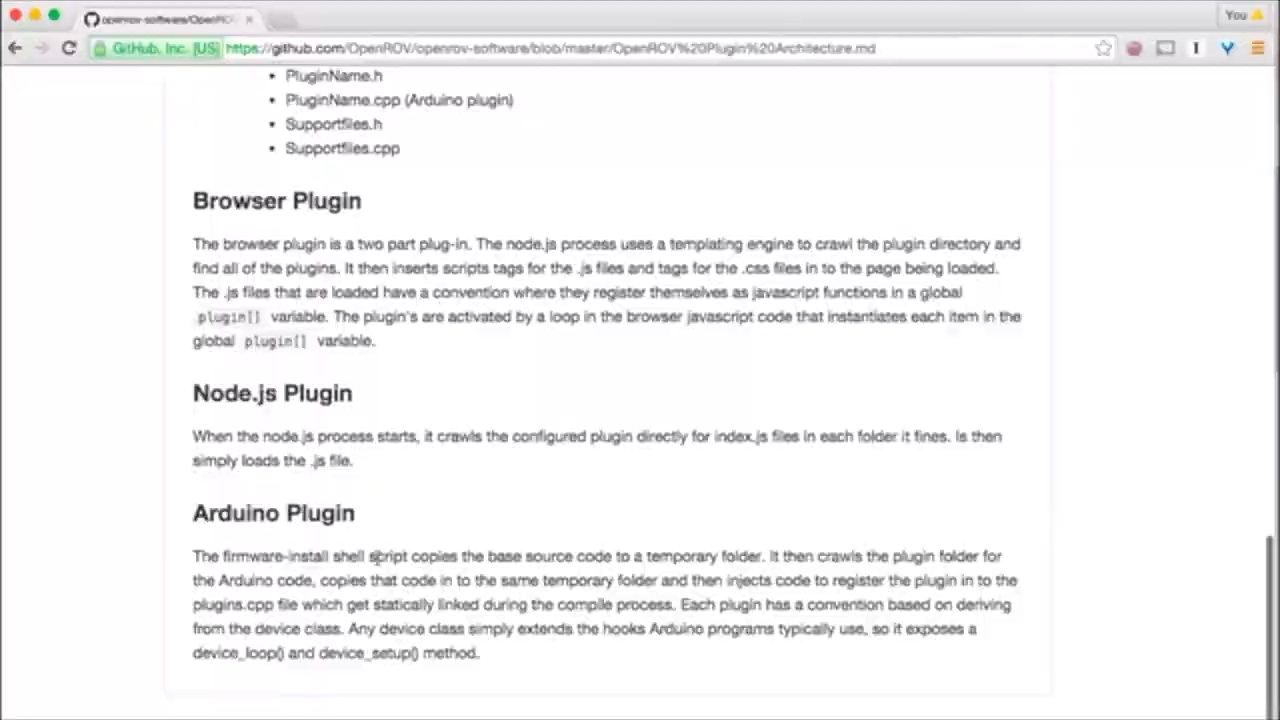 openrov-software/OpenRO
You
GitHub, Inc. [US] https://github.com/OpenROV/openrov-software/blob/master/OpenROV%20Plugin%20Architecture.md
• PluginName.h
• PluginName.cpp (Arduino plugin)
• Supportfiles.h
• Supportfiles.cpp
Browser Plugin
The browser plugin is a two part plug-in. The node.js process uses a templating engine to crawl the plugin directory and
find all of the plugins. It then inserts scripts tags for the .js files and tags for the .css files in to the page being loaded.
The .js files that are loaded have a convention where they register themselves as javascript functions in a global
plugin[] variable. The plugin's are activated by a loop in the browser javascript code that instantiates each item in the
global plugin[] variable.
Node.js Plugin
When the node.js process starts, it crawls the configured plugin directly for index.js files in each folder it fines. Is then
simply loads the .js file.
Arduino Plugin
The firmware-install shell script copies the base source code to a temporary folder. It then crawls the plugin folder for
the Arduino code, copies that code in to the same temporary folder and then injects code to register the plugin in to the
plugins.cpp file which get statically linked during the compile process. Each plugin has a convention based on deriving
from the device class. Any device class simply extends the hooks Arduino programs typically use, so it exposes a
device_loop() and device_setup() method.